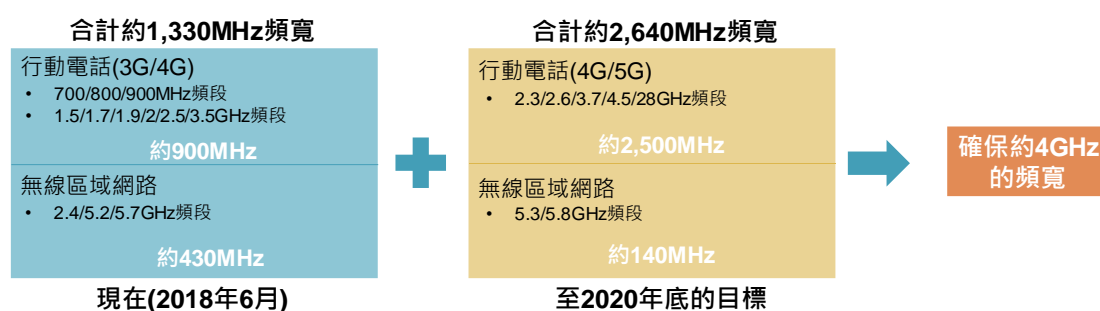 合計約1,330MHz頻寬
行動電話(3G/4G)
• 700/800/900MHz頻段
• 1.5/1.7/1.9/2/2.5/3.5GHz頻段
約900MHz
無線區域網路
• 2.4/5.2/5.7GHz頻段
約430MHz
現在(2018年6月)
合計約2,640MHz頻寬
行動電話(4G/5G)
• 2.3/2.6/3.7/4.5/28GHz頻段
約2,500MHz
無線區域網路
• 5.3/5.8GHz頻段
約140MHz
至2020年底的目標
確保約4GHz
的頻寬